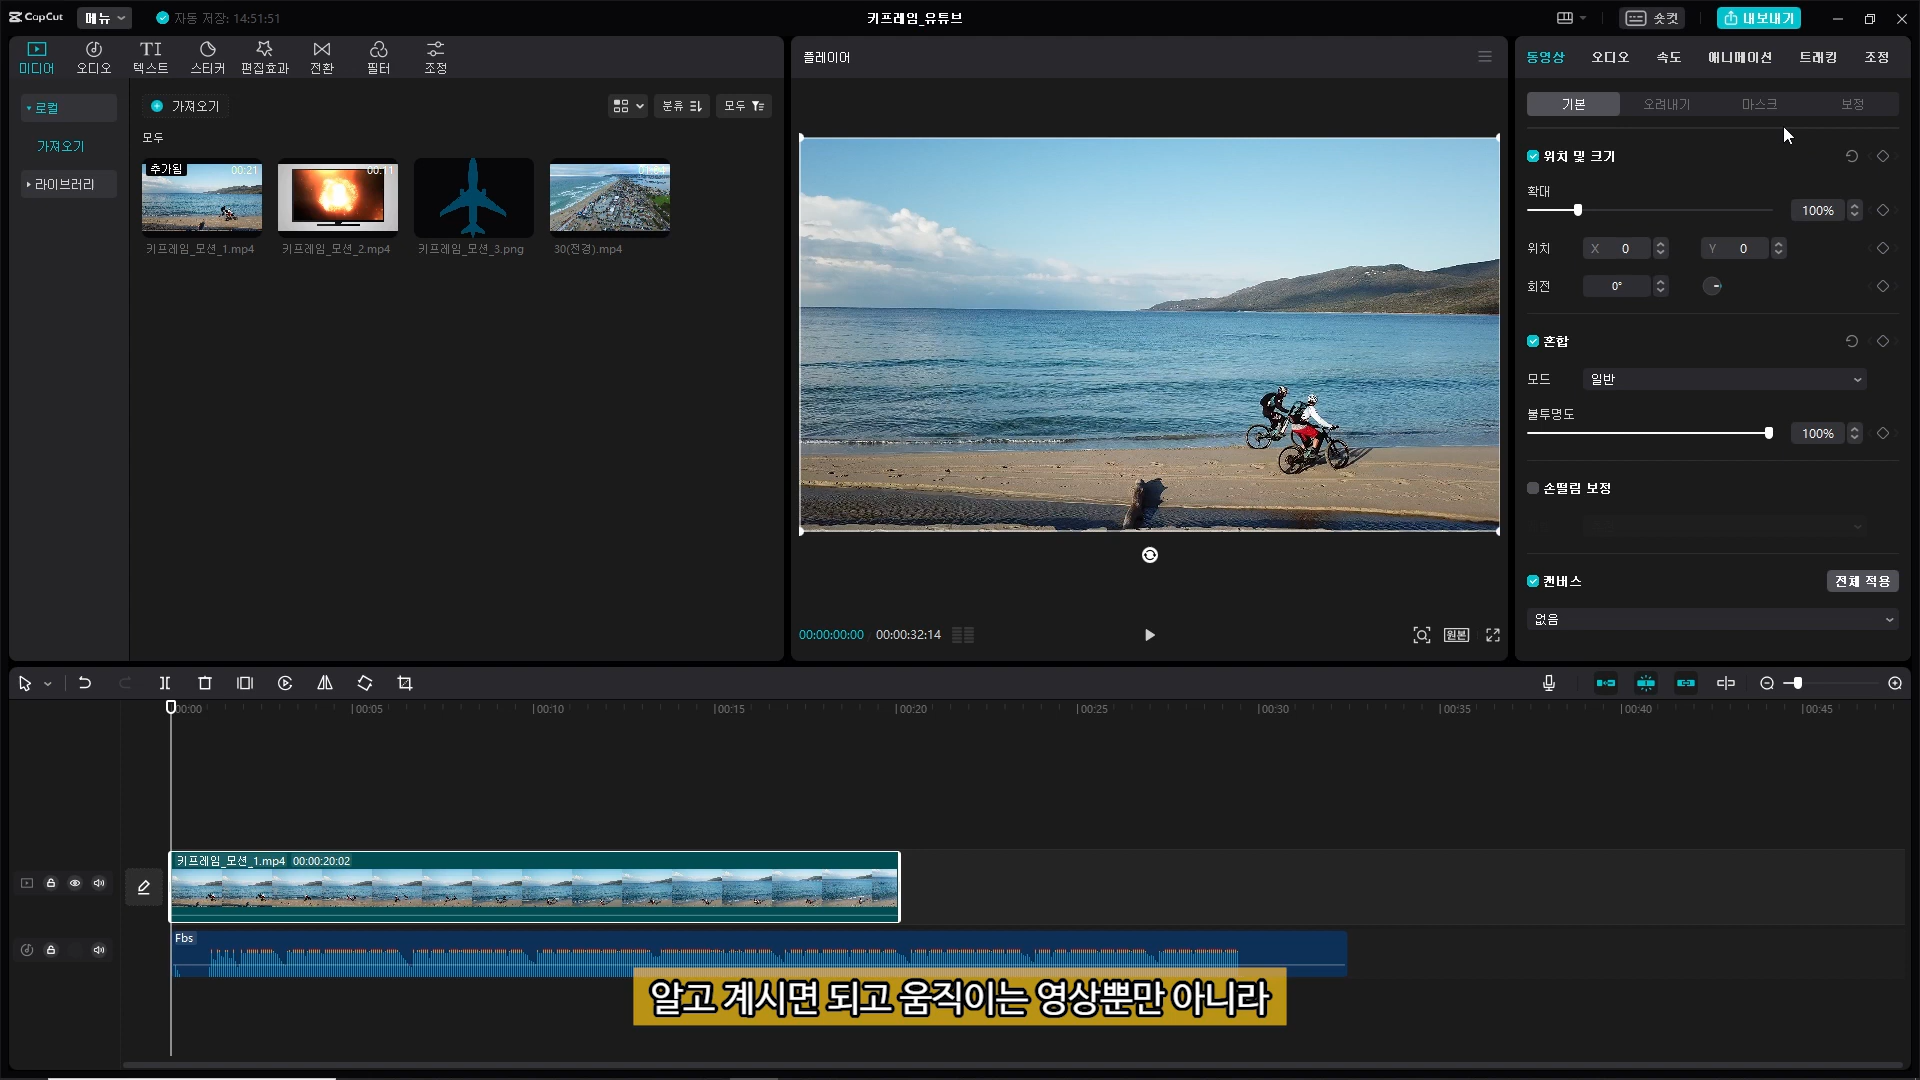 CapCut 메뉴 자동 저장: 14:51:51 키프레임_유튜브 숏컷 내보내기
미디어 오디오 텍스트 스티커 편집효과 전환 필터 조정
플레이어
동영상 오디오 속도 애니메이션 트래킹 조정
로컬
가져오기
라이브러리
가져오기 분류 모두
모두
추가됨 00:21
00:11
키프레임_모션_1.mp4 키프레임_모션_2.mp4 키프레임_모션_3.png 30(전경).mp4
기본 오려내기 마스크 보정
위치 및 크기
확대
100%
위치 X 0 Y 0
회전 0°
혼합
모드 일반
불투명도
100%
손떨림 보정
캔버스 전체 적용
없음
00:00:00:00 00:00:32:14 원본
00:00 00:05 00:10 00:15 00:20 00:25 00:30 00:35 00:40 00:45
키프레임_모션_1.mp4 00:00:20:02
Fbs
알고 계시면 되고 움직이는 영상뿐만 아니라